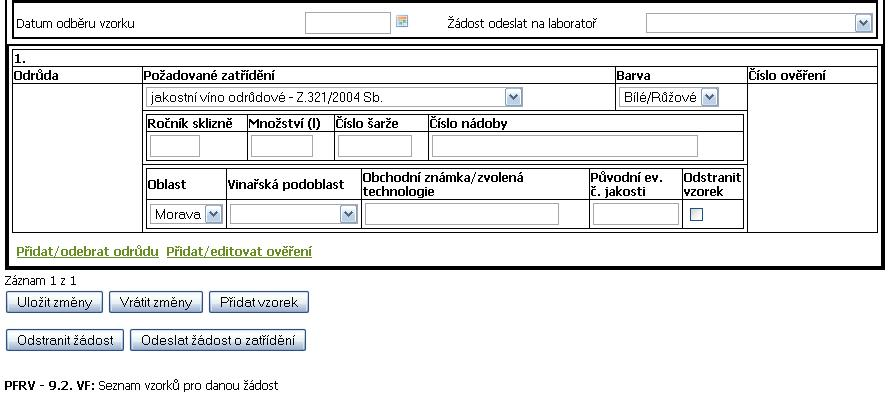 Datum odběru vzorku Žádost odeslat na laboratoř
1.
Odrůda Požadované zatřídění Barva Číslo ověření
jakostní víno odrůdové - Z.321/2004 Sb. Bílé/Růžové
Ročník sklizně Množství (l) Číslo šarže Číslo nádoby
Oblast Vinařská podoblast Obchodní známka/zvolená technologie Původní ev. č. jakosti Odstranit vzorek
Morava
Přidat/odebrat odrůdu Přidat/editovat ověření
Záznam 1 z 1
Uložit změny Vrátit změny Přidat vzorek
Odstranit žádost Odeslat žádost o zatřídění
PFRV - 9.2. VF: Seznam vzorků pro danou žádost